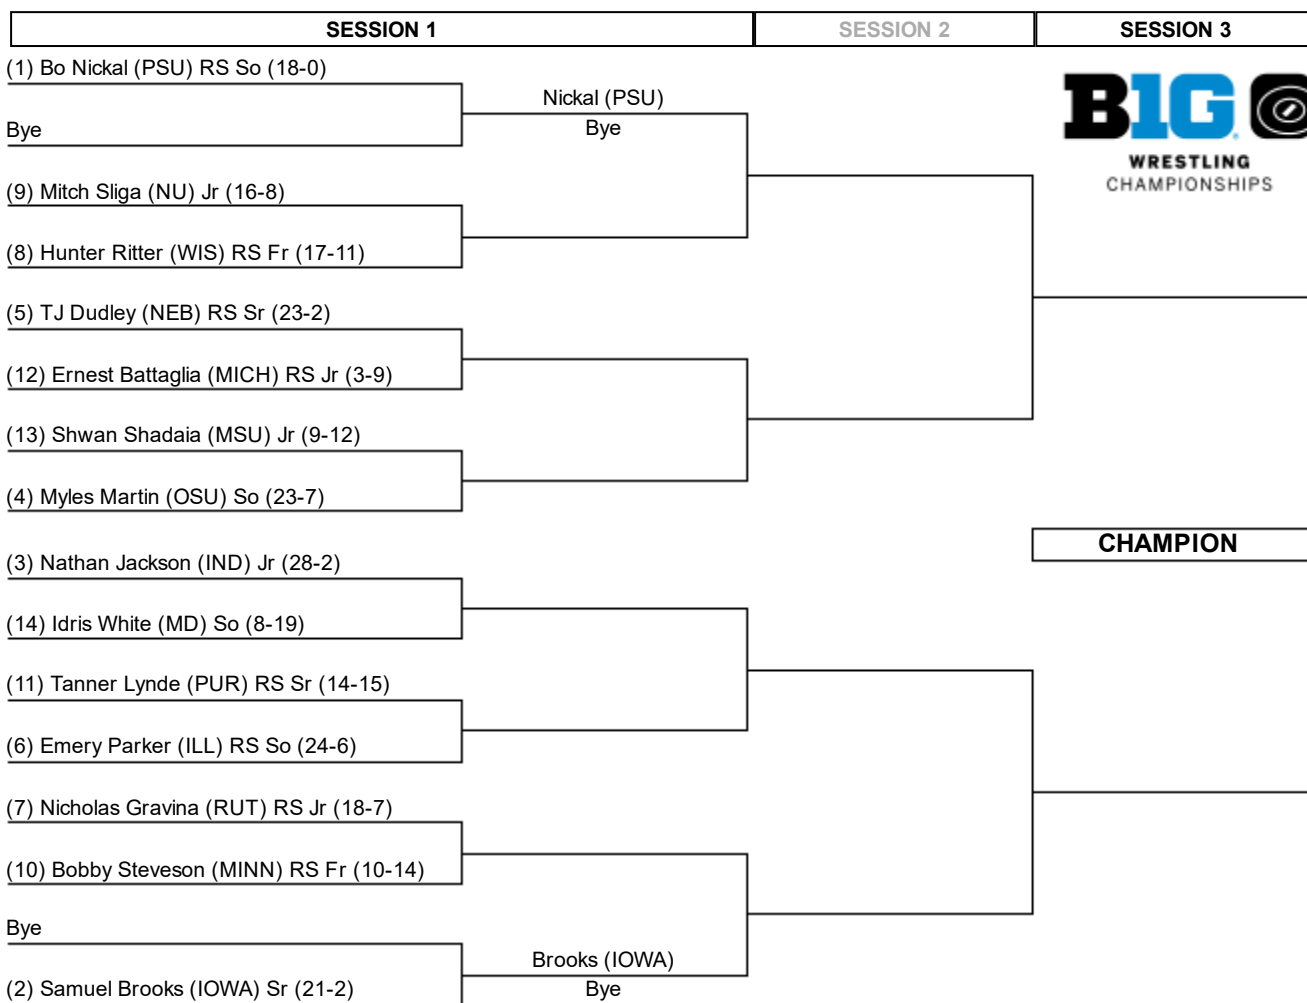 SESSION 1
SESSION 2
SESSION 3
(1) Bo Nickal (PSU) RS So (18-0)
Nickal (PSU)
Bye
Bye
B1G
WRESTLING
CHAMPIONSHIPS
(9) Mitch Sliga (NU) Jr (16-8)
(8) Hunter Ritter (WIS) RS Fr (17-11)
(5) TJ Dudley (NEB) RS Sr (23-2)
(12) Ernest Battaglia (MICH) RS Jr (3-9)
(13) Shwan Shadaia (MSU) Jr (9-12)
(4) Myles Martin (OSU) So (23-7)
CHAMPION
(3) Nathan Jackson (IND) Jr (28-2)
(14) Idris White (MD) So (8-19)
(11) Tanner Lynde (PUR) RS Sr (14-15)
(6) Emery Parker (ILL) RS So (24-6)
(7) Nicholas Gravina (RUT) RS Jr (18-7)
(10) Bobby Steveson (MINN) RS Fr (10-14)
Bye
Brooks (IOWA)
Bye
(2) Samuel Brooks (IOWA) Sr (21-2)